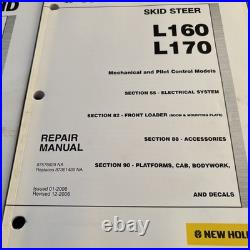 ND
SKID STEER
L160
L170
Mechanical and Pilot Control Models
SECTION 55 - ELECTRICAL SYSTEM
SECTION 82 - FRONT LOADER (BOOM & MOUNTING PLATE)
SECTION 88 - ACCESSORIES
SECTION 90 - PLATFORMS, CAB, BODYWORK,
AND DECALS
REPAIR
MANUAL
NA
Replaces 87361400 NA
Issued 01-2006
Revised 12-2006
NEW HOLL